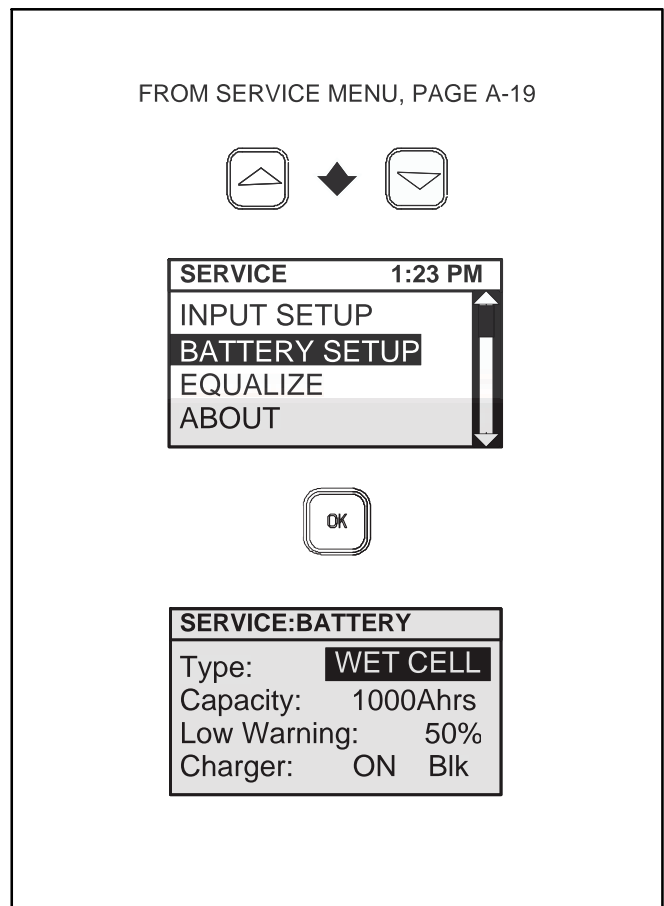 FROM SERVICE MENU, PAGE A-19
SERVICE 1:23 PM
INPUT SETUP
BATTERY SETUP
EQUALIZE
ABOUT
OK
SERVICE:BATTERY
Type: WET CELL
Capacity: 1000Ahrs
Low Warning: 50%
Charger: ON Blk